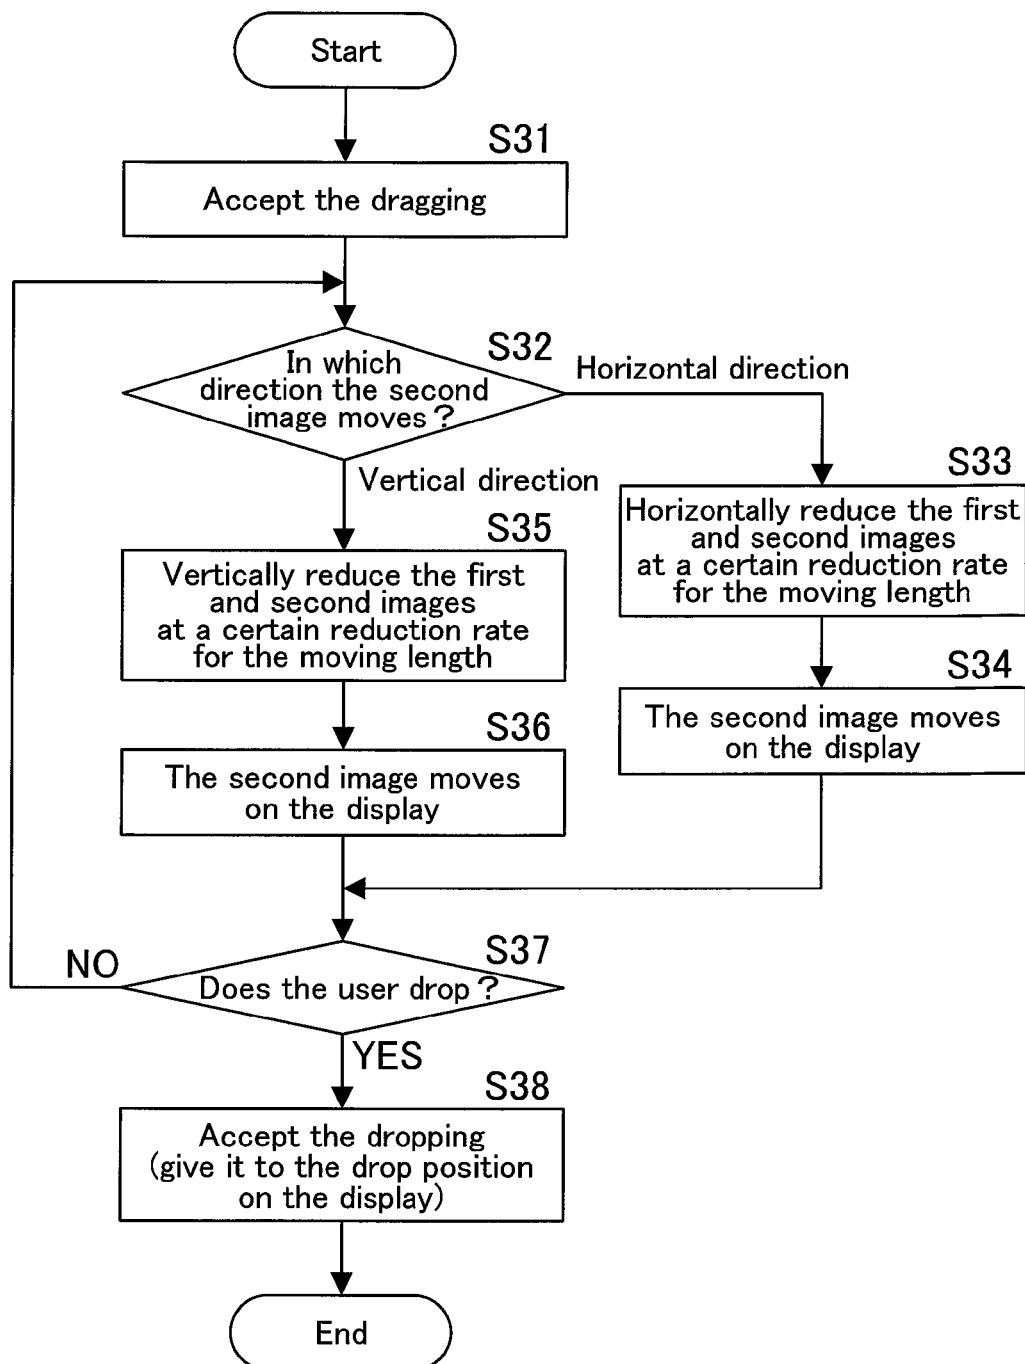 Start
S31
Accept the dragging
S32
In which
direction the second
image moves?
Horizontal direction
Vertical direction
S33
Horizontally reduce the first
and second images
at a certain reduction rate
for the moving length
S35
Vertically reduce the first
and second images
at a certain reduction rate
for the moving length
S34
The second image moves
on the display
S36
The second image moves
on the display
S37
NO
Does the user drop?
YES
S38
Accept the dropping
(give it to the drop position
on the display)
End